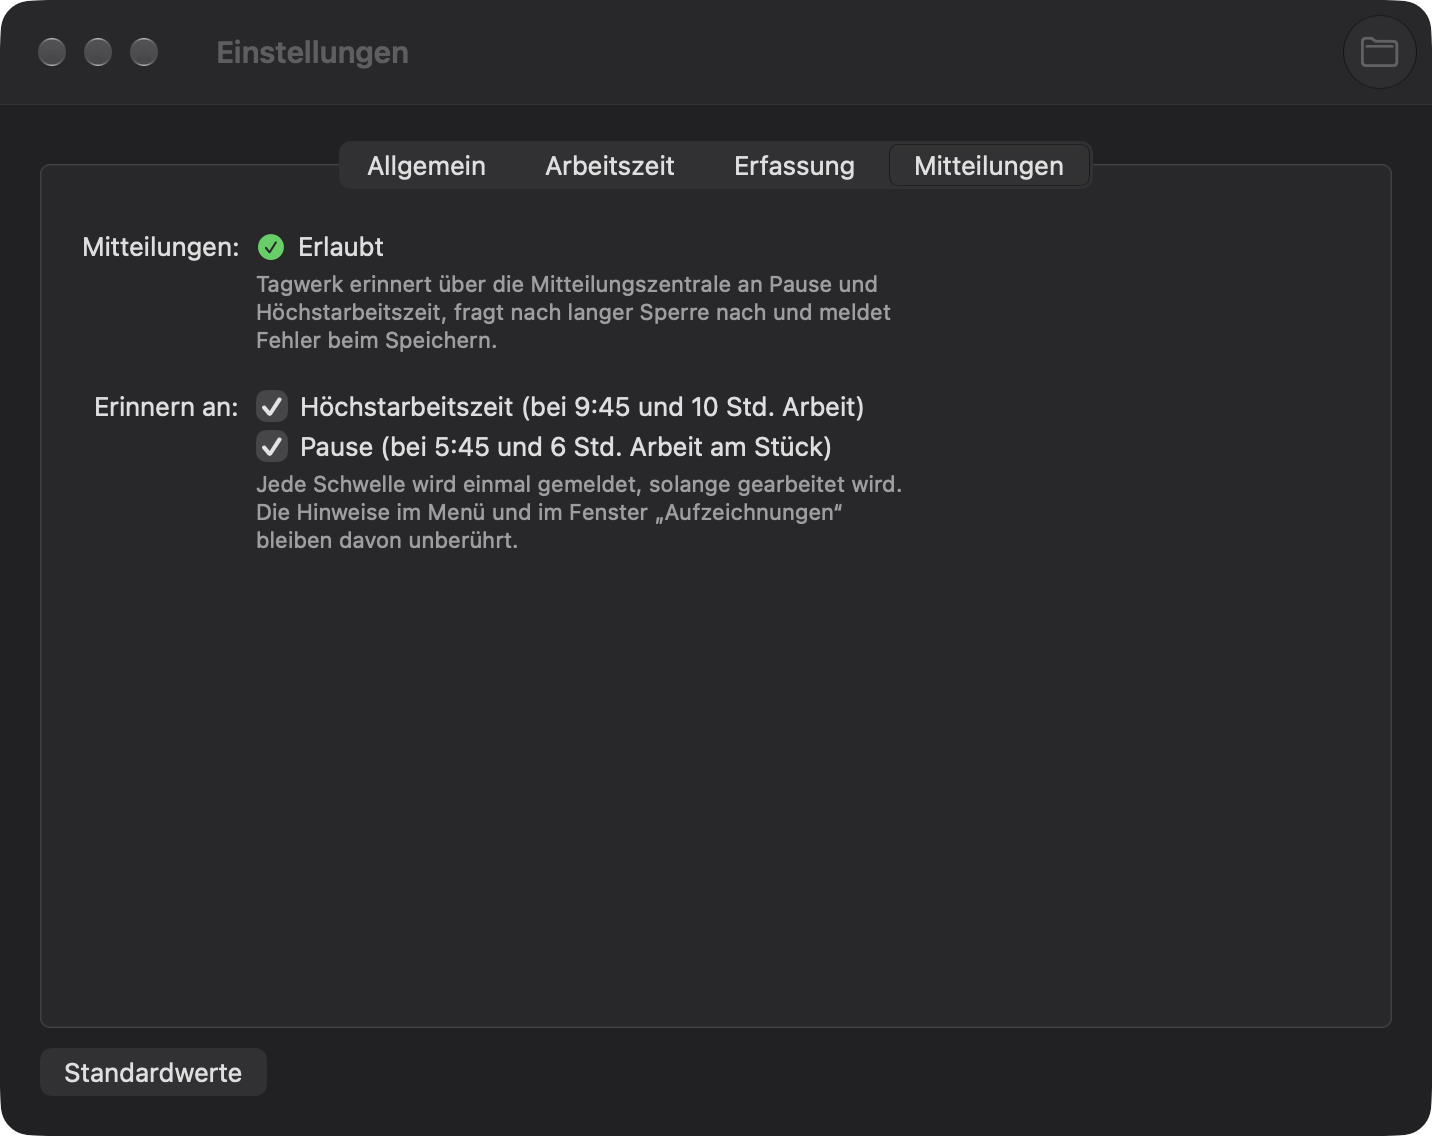 Einstellungen
Allgemein Arbeitszeit Erfassung Mitteilungen
Mitteilungen: Erlaubt
Tagwerk erinnert über die Mitteilungszentrale an Pause und
Höchstarbeitszeit, fragt nach langer Sperre nach und meldet
Fehler beim Speichern.
Erinnern an: Höchstarbeitszeit (bei 9:45 und 10 Std. Arbeit)
Pause (bei 5:45 und 6 Std. Arbeit am Stück)
Jede Schwelle wird einmal gemeldet, solange gearbeitet wird.
Die Hinweise im Menü und im Fenster „Aufzeichnungen“
bleiben davon unberührt.
Standardwerte